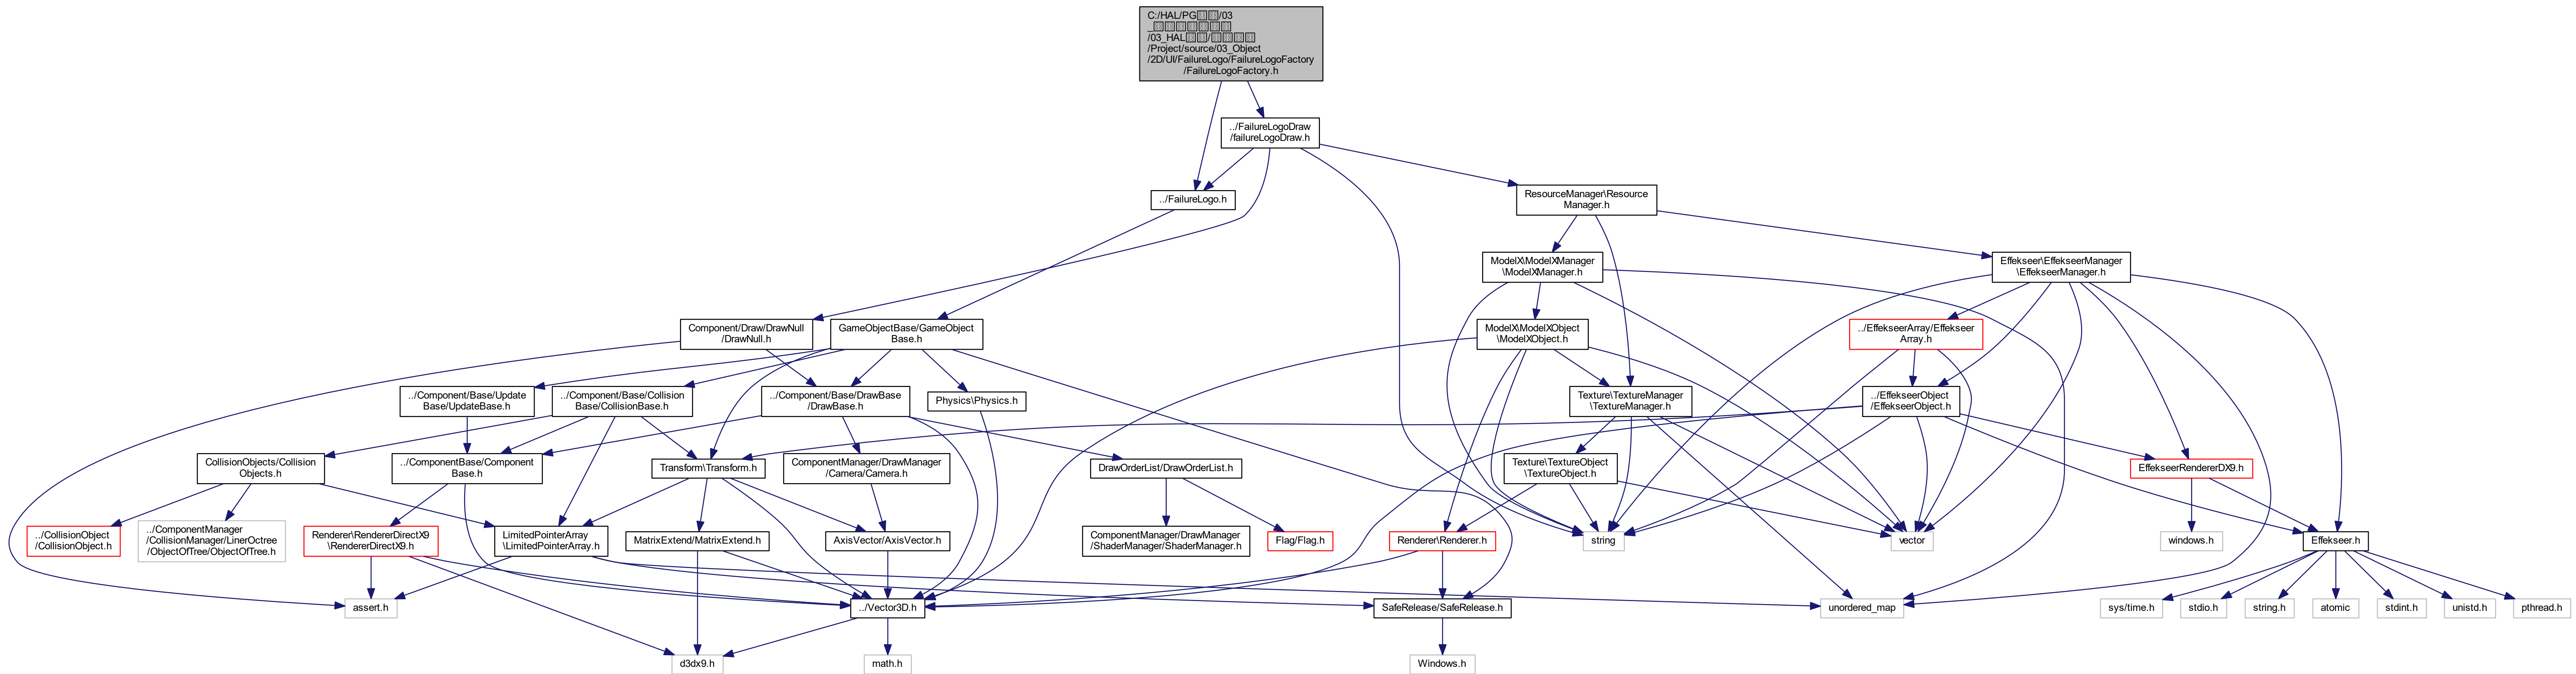 C:/HAL/PG
/03
_
/03_HAL
/
/Project/source/03_Object
/2D/UI/FailureLogo/FailureLogoFactory
/FailureLogoFactory.h
../FailureLogoDraw
/failureLogoDraw.h
../FailureLogo.h
ResourceManager\Resource
Manager.h
ModelX\ModelXManager
\ModelXManager.h
Effekseer\EffekseerManager
\EffekseerManager.h
Component/Draw/DrawNull
/DrawNull.h
GameObjectBase/GameObject
Base.h
ModelX\ModelXObject
\ModelXObject.h
../EffekseerArray/Effekseer
Array.h
../Component/Base/Update
Base/UpdateBase.h
../Component/Base/Collision
Base/CollisionBase.h
../Component/Base/DrawBase
/DrawBase.h
Physics\Physics.h
Texture\TextureManager
\TextureManager.h
../EffekseerObject
/EffekseerObject.h
CollisionObjects/Collision
Objects.h
../ComponentBase/Component
Base.h
Transform\Transform.h
ComponentManager/DrawManager
/Camera/Camera.h
DrawOrderList/DrawOrderList.h
Texture\TextureObject
\TextureObject.h
EffekseerRendererDX9.h
../CollisionObject
/CollisionObject.h
../ComponentManager
/CollisionManager/LinerOctree
/ObjectOfTree/ObjectOfTree.h
Renderer\RendererDirectX9
\RendererDirectX9.h
LimitedPointerArray
\LimitedPointerArray.h
MatrixExtend/MatrixExtend.h
AxisVector/AxisVector.h
ComponentManager/DrawManager
/ShaderManager/ShaderManager.h
Flag/Flag.h
Renderer\Renderer.h
string
vector
windows.h
Effekseer.h
assert.h
../Vector3D.h
SafeRelease/SafeRelease.h
unordered_map
sys/time.h
stdio.h
string.h
atomic
stdint.h
unistd.h
pthread.h
d3dx9.h
math.h
Windows.h